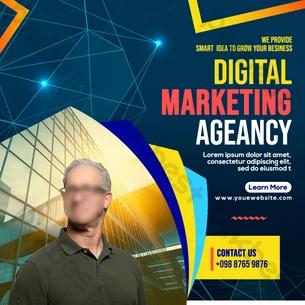 WE PROVIDE
SMART IDEA TO GROW YOUR BESINESS
DIGITAL
MARKETING
AGEANCY
Lorem ipsum dolor sit
amet, cons adipiscing elit,
sed do eiusmod t
Learn More
www.youewebsite.com
CONTACT US
+098 8765 9876